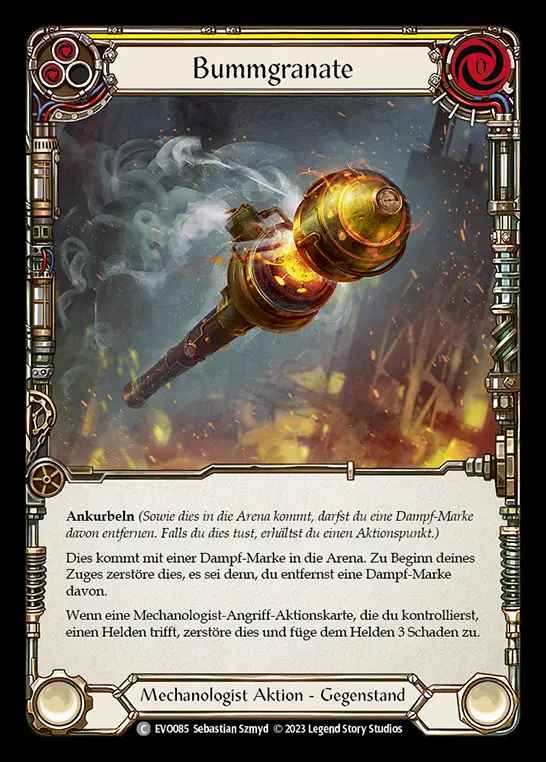 Bummgranate
0
Ankurbeln (Sowie dies in die Arena kommt, darfst du eine Dampf-Marke
davon entfernen. Falls du dies tust, erhältst du einen Aktionspunkt.)
Dies kommt mit einer Dampf-Marke in die Arena. Zu Beginn deines
Zuges zerstöre dies, es sei denn, du entfernst eine Dampf-Marke
davon.
Wenn eine Mechanologist-Angriff-Aktionskarte, die du kontrollierst,
einen Helden trifft, zerstöre dies und füge dem Helden 3 Schaden zu.
Mechanologist Aktion - Gegenstand
C EVO085 Sebastian Szmyd © 2023 Legend Story Studios